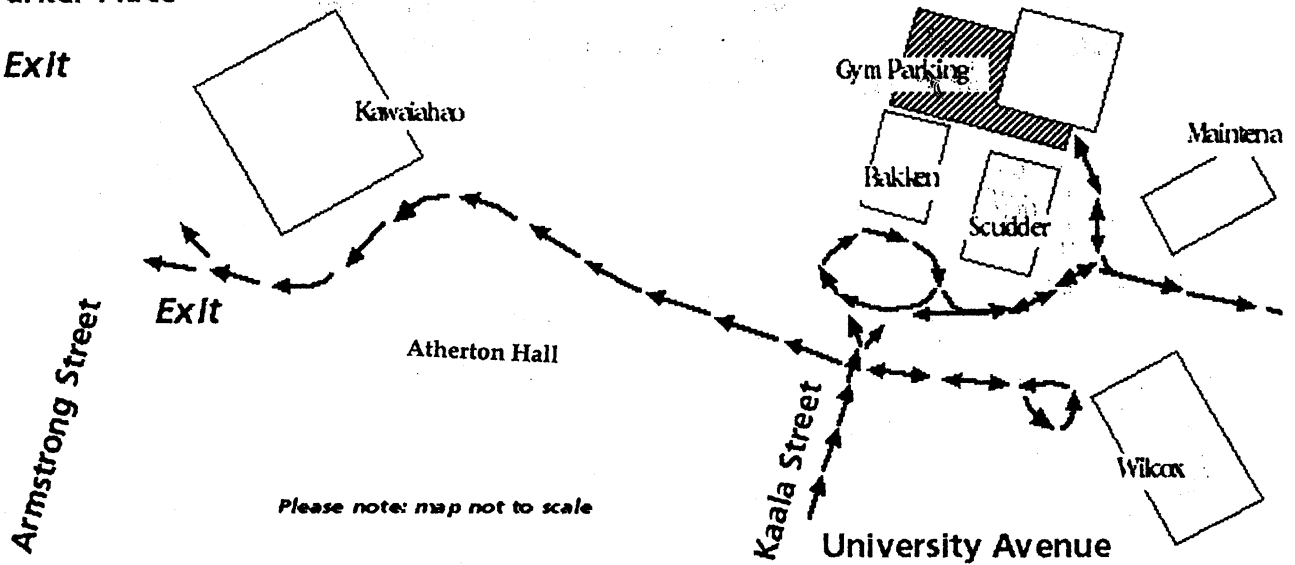 Exit
Gym Parking
Kawaiahao
Maintena
Bakken
Scudder
Exit
Atherton Hall
Armstrong Street
Kaala Street
Wilcox
Please note: map not to scale
University Avenue